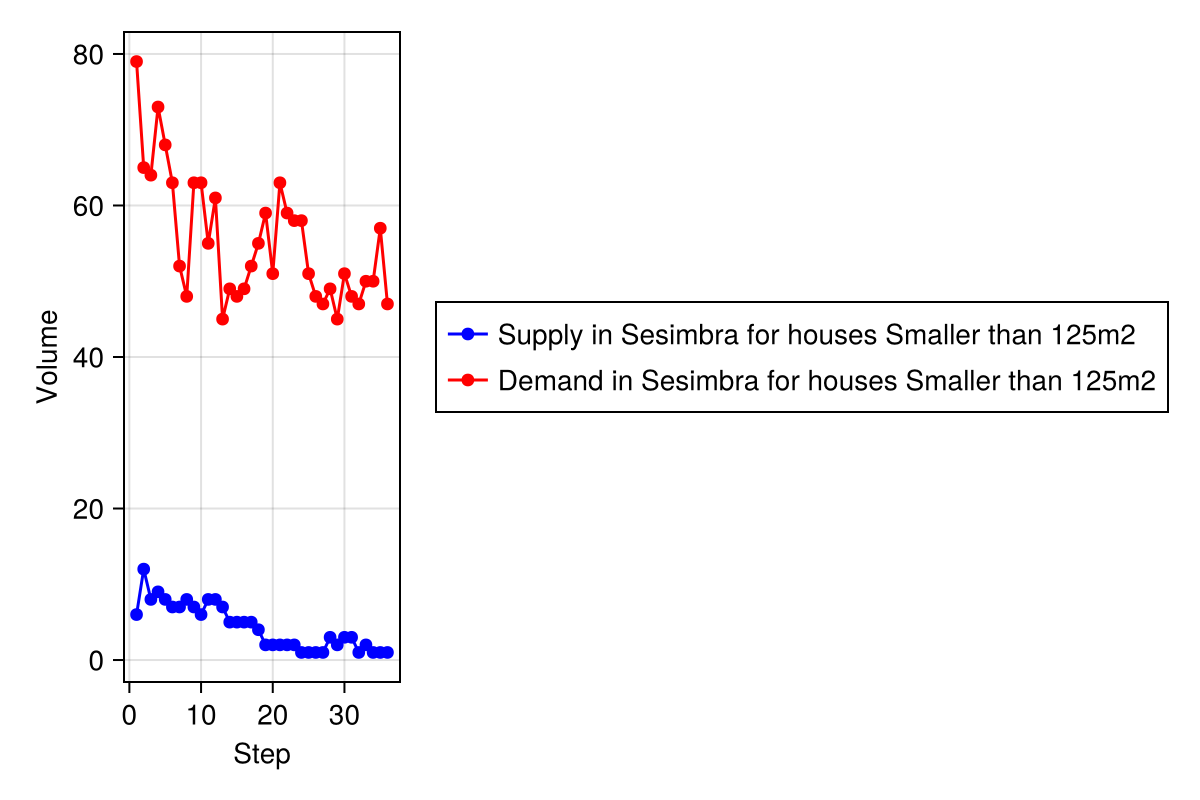 80
60
40
20
0
Volume
0 10 20 30
Step
Supply in Sesimbra for houses Smaller than 125m2
Demand in Sesimbra for houses Smaller than 125m2